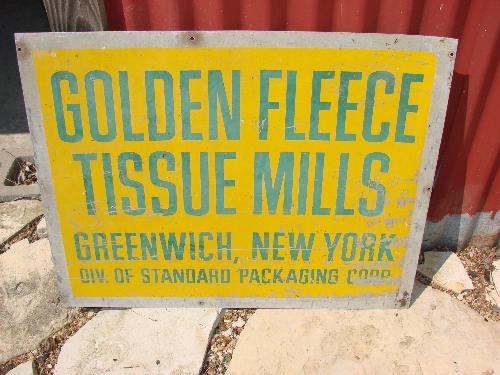 GOLDEN FLEECE
TISSUE MILLS
GREENWICH, NEW YORK
DIV. OF STANDARD PACKAGING CORP.